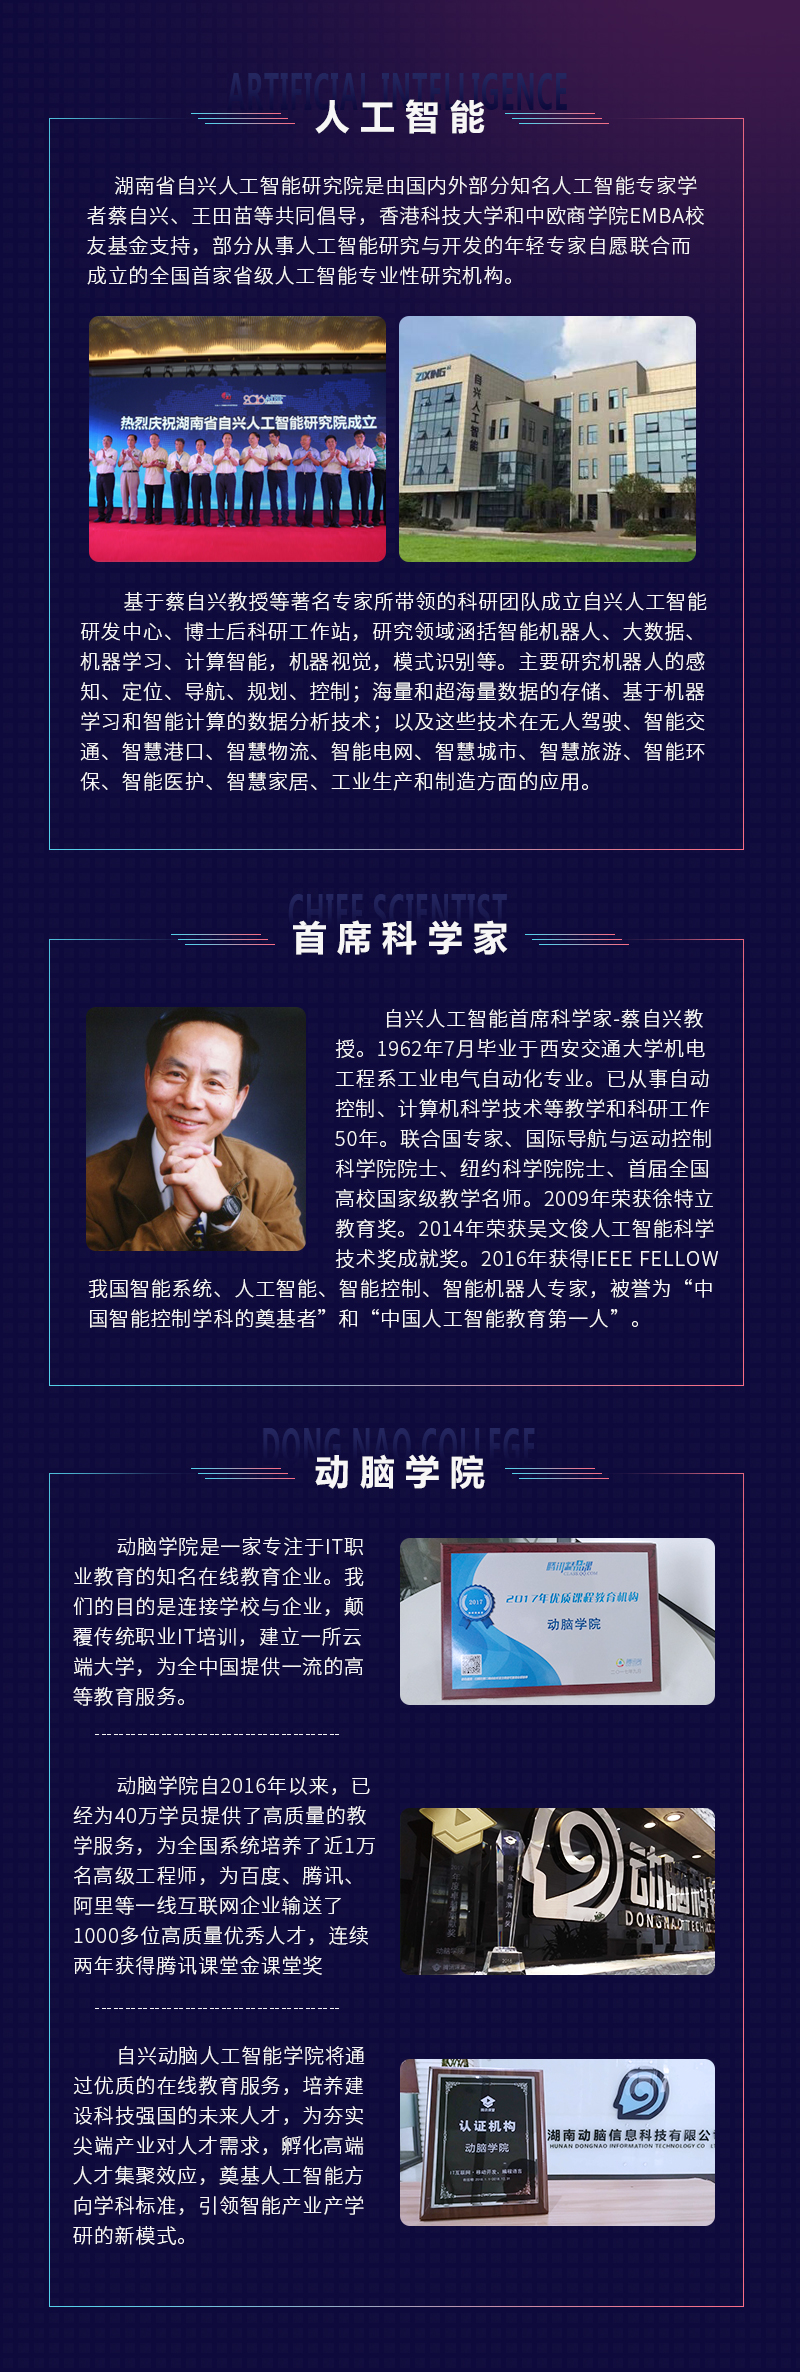 ARTIFICIAL INTELLIGENCE
人工智能
湖南省自兴人工智能研究院是由国内外部分知名人工智能专家学
者蔡自兴、王田苗等共同倡导，香港科技大学和中欧商学院EMBA校
友基金支持，部分从事人工智能研究与开发的年轻专家自愿联合而
成立的全国首家省级人工智能专业性研究机构。
热烈庆祝湖南省自兴人工智能研究院成立
ZIXING
自兴人工智能
基于蔡自兴教授等著名专家所带领的科研团队成立自兴人工智能
研发中心、博士后科研工作站，研究领域涵括智能机器人、大数据、
机器学习、计算智能，机器视觉，模式识别等。主要研究机器人的感
知、定位、导航、规划、控制；海量和超海量数据的存储、基于机器
学习和智能计算的数据分析技术；以及这些技术在无人驾驶、智能交
通、智慧港口、智慧物流、智能电网、智慧城市、智慧旅游、智能环
保、智能医护、智慧家居、工业生产和制造方面的应用。
CHIEF SCIENTIST
首席科学家
自兴人工智能首席科学家-蔡自兴教
授。1962年7月毕业于西安交通大学机电
工程系工业电气自动化专业。已从事自动
控制、计算机科学技术等教学和科研工作
50年。联合国专家、国际导航与运动控制
科学院院士、纽约科学院院士、首届全国
高校国家级教学名师。2009年荣获徐特立
教育奖。2014年荣获吴文俊人工智能科学
技术奖成就奖。2016年获得IEEE FELLOW
我国智能系统、人工智能、智能控制、智能机器人专家，被誉为“中
国智能控制学科的奠基者”和“中国人工智能教育第一人”。
DONG NAO COLLEGE
动脑学院
动脑学院是一家专注于IT职
业教育的知名在线教育企业。我
们的目的是连接学校与企业，颠
覆传统职业IT培训，建立一所云
端大学，为全中国提供一流的高
等教育服务。
2017
2017年优质课程教育机构
动脑学院
动脑学院自2016年以来，已
经为40万学员提供了高质量的教
学服务，为全国系统培养了近1万
名高级工程师，为百度、腾讯、
阿里等一线互联网企业输送了
1000多位高质量优秀人才，连续
两年获得腾讯课堂金课堂奖
动脑科
DONGNAO TECH
自兴动脑人工智能学院将通
过优质的在线教育服务，培养建
设科技强国的未来人才，为夯实
尖端产业对人才需求，孵化高端
人才集聚效应，奠基人工智能方
向学科标准，引领智能产业产学
研的新模式。
认证机构
动脑学院
湖南动脑信息科技有限公
HUNAN DONGNAO INFORMATION TECHNOLOGY CO